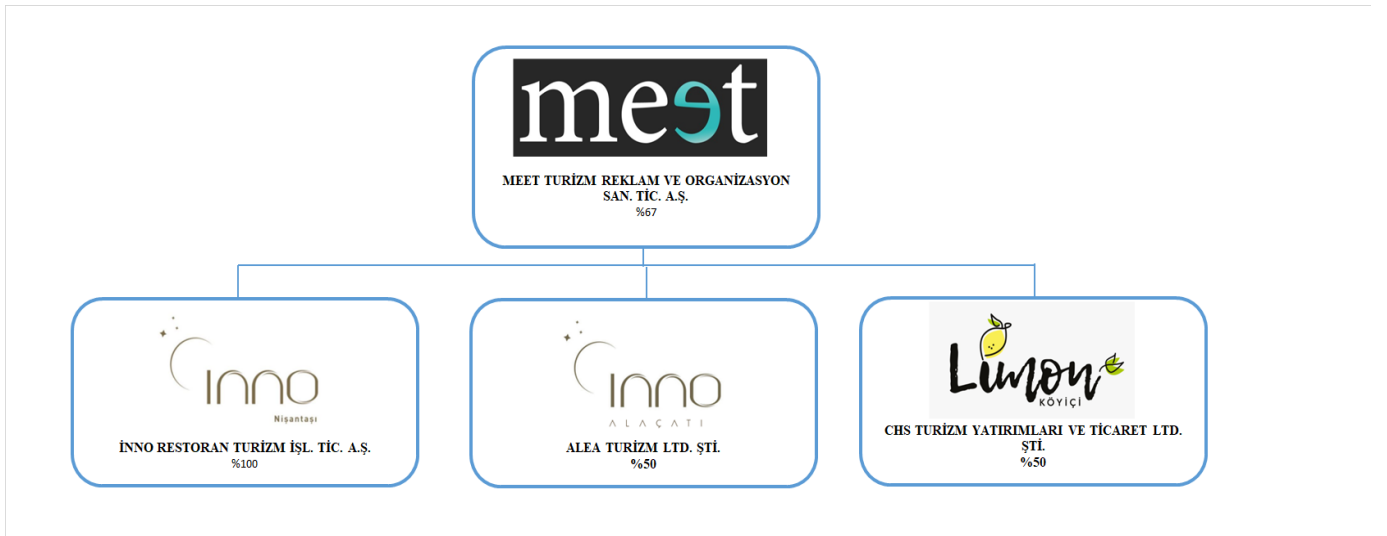 meet
MEET TURİZM REKLAM VE ORGANİZASYON
SAN. TİC. A.Ş.
%67
inno
Nişantaşı
İNNO RESTORAN TURİZM İŞL. TİC. A.Ş.
%100
inno
ALAÇATI
ALEA TURİZM LTD. ŞTİ.
%50
Limon
KÖYİÇİ
CHS TURİZM YATIRIMLARI VE TİCARET LTD.
ŞTİ.
%50